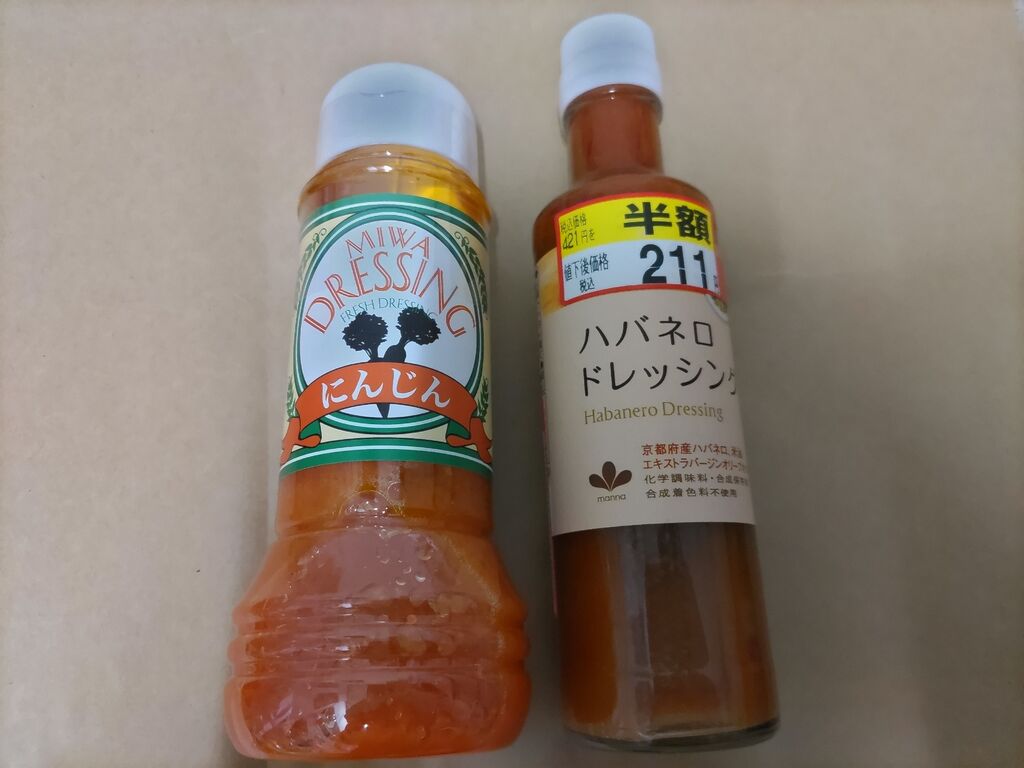 MIWA
DRESSING
FRESH DRESSING
にんじん
税込価格
421円を
半額
値下後価格
税込
211
ハバネロ
ドレッシング
Habanero Dressing
京都府産ハバネロ、米油
エキストラバージンオリーブ
化学調味料・合成保存
合成着色料不使用
manna